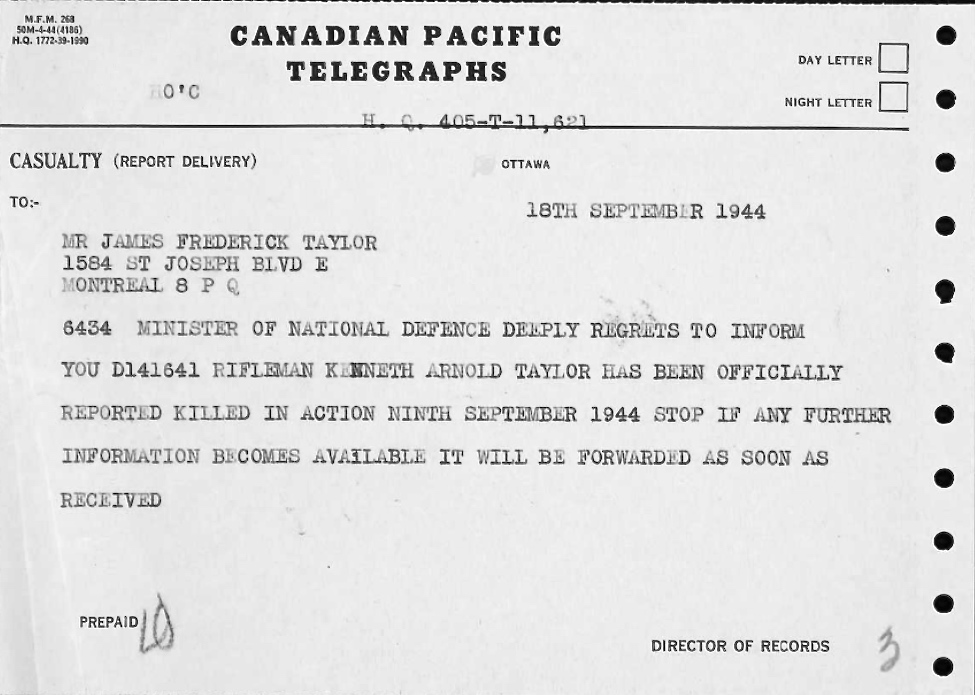 M.F.M. 268
50M-4-44 (4186)
H.Q. 1772-39-1990
CANADIAN PACIFIC
TELEGRAPHS
DAY LETTER
NIGHT LETTER
O'C
H. Q. 405-T-11,621
CASUALTY (REPORT DELIVERY)
OTTAWA
TO:-
18TH SEPTEMBER 1944
MR JAMES FREDERICK TAYLOR
1584 ST JOSEPH BLVD E
MONTREAL 8 P Q
6434 MINISTER OF NATIONAL DEFENCE DEEPLY REGRETS TO INFORM
YOU D141641 RIFLEMAN KENNETH ARNOLD TAYLOR HAS BEEN OFFICIALLY
REPORTED KILLED IN ACTION NINTH SEPTEMBER 1944 STOP IF ANY FURTHER
INFORMATION BECOMES AVAILABLE IT WILL BE FORWARDED AS SOON AS
RECEIVED
PREPAID
DIRECTOR OF RECORDS
3